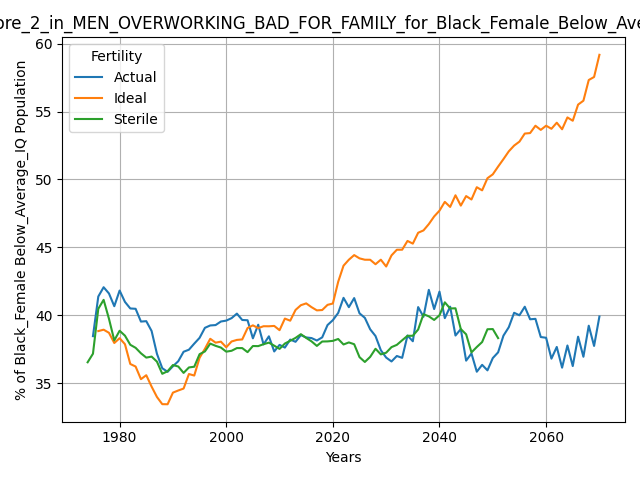 ore_2_in_MEN_OVERWORKING_BAD_FOR_FAMILY_for_Black_Female_Below_Ave
Fertility
Actual
Ideal
Sterile
% of Black_Female Below_Average_IQ Population
60
55
50
45
40
35
1980
2000
2020
2040
2060
Years